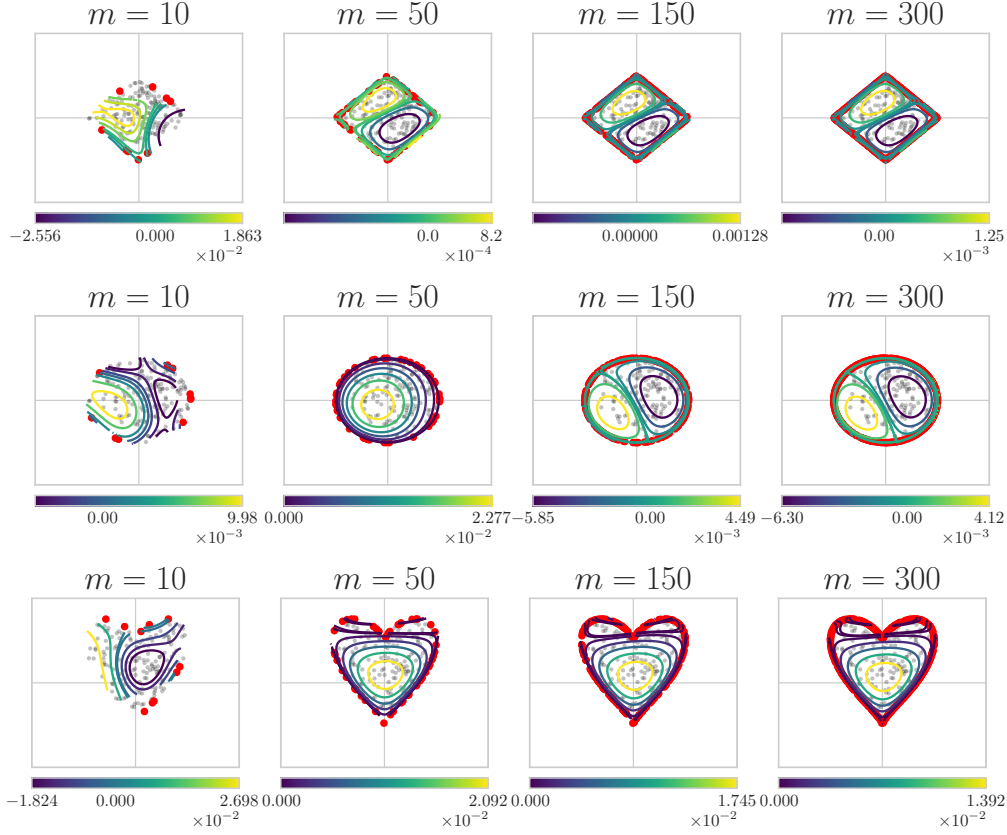 m = 10 m = 50 m = 150 m = 300
−2.556 0.000 1.863 0.0 8.2 0.00000 0.00128 0.00 1.25
×10⁻² ×10⁻⁴ ×10⁻³
m = 10 m = 50 m = 150 m = 300
0.00 9.98 0.000 2.277 −5.85 0.00 4.49 −6.30 0.00 4.12
×10⁻³ ×10⁻² ×10⁻³ ×10⁻³
m = 10 m = 50 m = 150 m = 300
−1.824 0.000 2.698 0.000 2.092 0.000 1.745 0.000 1.392
×10⁻² ×10⁻² ×10⁻² ×10⁻²